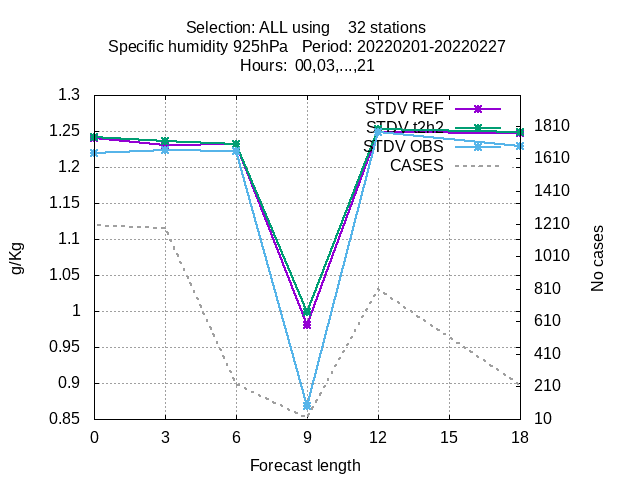 Selection: ALL using    32 stations
Specific humidity 925hPa   Period: 20220201-20220227
Hours:  00,03,...,21
1.3
1.25
1.2
1.15
1.1
1.05
1
0.95
0.9
0.85
g/Kg
STDV REF
STDV t2h2
STDV OBS
CASES
1810
1610
1410
1210
1010
810
610
410
210
10
No cases
0 3 6 9 12 15 18
Forecast length